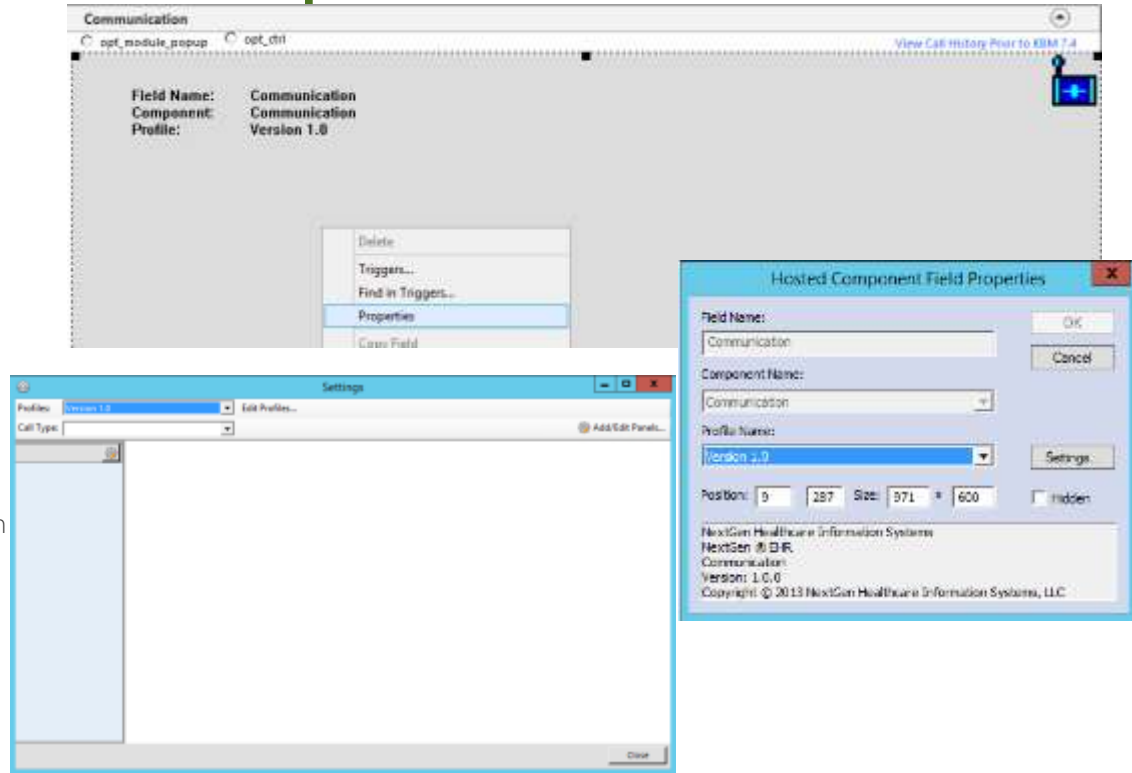 Communication
opt_module_popup opt_ctrl View Call History Prior to KBM 7.4
Field Name: Communication
Component: Communication
Profile: Version 1.0
Delete
Triggers...
Find in Triggers...
Properties
Copy Field
Hosted Component Field Properties
Field Name:
OK
Communication
Cancel
Component Name:
Communication
Profile Name:
Version 1.0
Settings
Position: 9 287 Size: 971 * 600 Hidden
NextGen Healthcare Information Systems
NextGen ® EHR
Communication
Version: 1.0.0
Copyright © 2013 NextGen Healthcare Information Systems, LLC
Settings
Profiles: Version 1.0 Edit Profiles...
Call Type: Add/Edit Panels...
n
Close